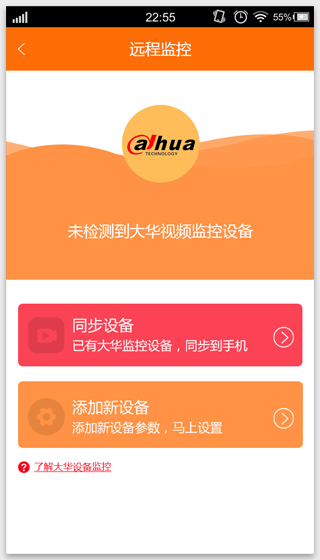 22:55
55%
远程监控
alhua
TECHNOLOGY
未检测到大华视频监控设备
同步设备
已有大华监控设备，同步到手机
添加新设备
添加新设备参数，马上设置
? 了解大华设备监控